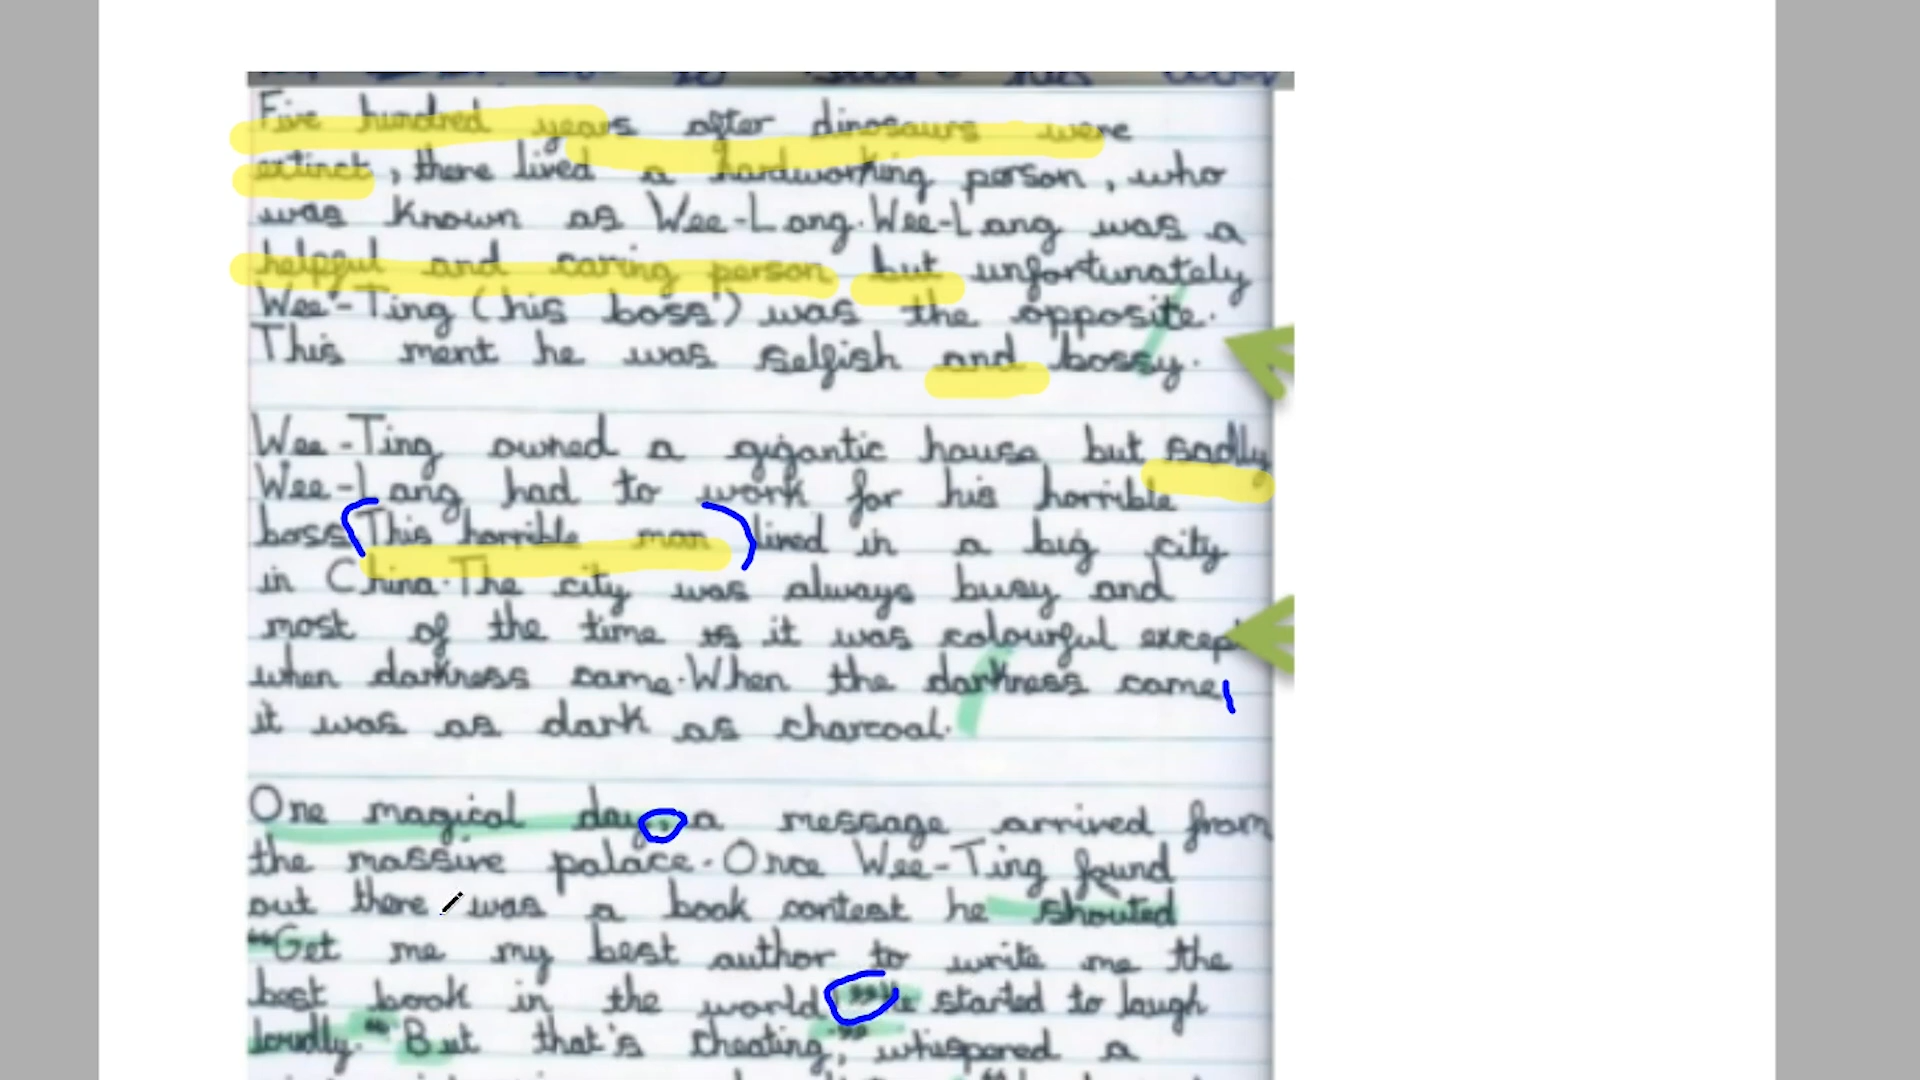 Five hundred years after dinosaurs were
extinct, there lived a hardworking person, who
was known as Wee-Lang. Wee-Lang was a
helpful and caring person but unfortunately
Wee-Ting (his boss) was the opposite.
This ment he was selfish and bossy.
Wee-Ting owned a gigantic house but sadly
Wee-Lang had to work for his horrible
boss. This horrible man lived in a big city
in China. The city was always busy and
most of the time it was colourful except
when darkness came. When the darkness came,
it was as dark as charcoal.
One magical day, a message arrived from
the massive palace. Once Wee-Ting found
out there was a book contest he shouted
"Get me my best author to write me the
best book in the world!" He started to laugh
loudly. "But that's cheating," whispered a